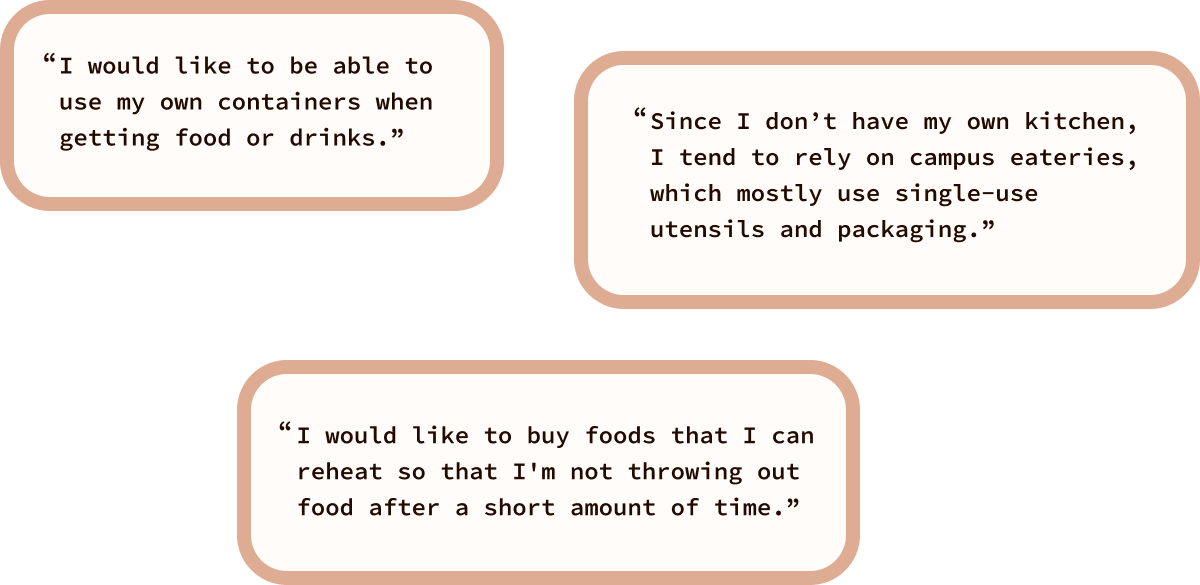 “I would like to be able to
use my own containers when
getting food or drinks.”
“Since I don’t have my own kitchen,
I tend to rely on campus eateries,
which mostly use single-use
utensils and packaging.”
“I would like to buy foods that I can
reheat so that I'm not throwing out
food after a short amount of time.”